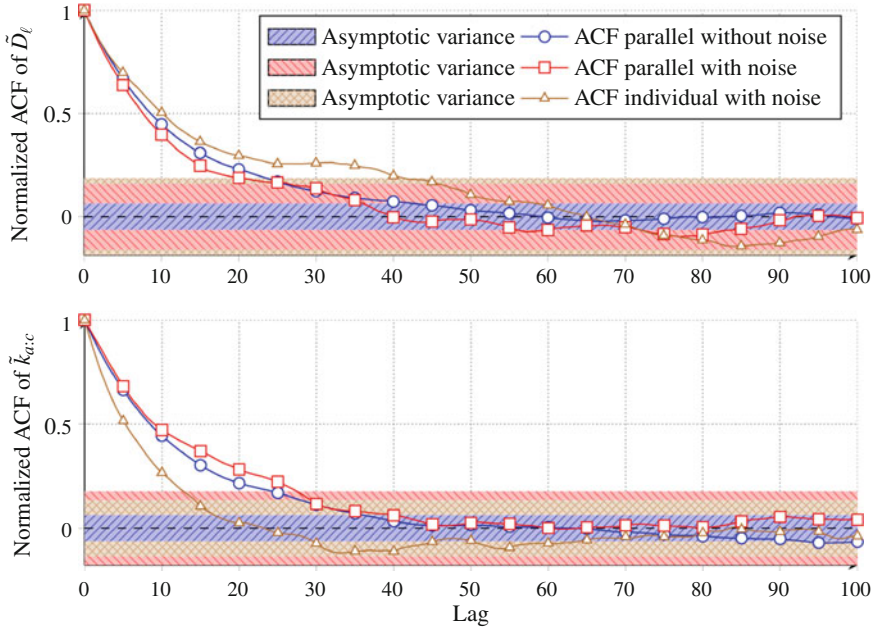 1
0.5
0
Normalized ACF of D̃ℓ
Asymptotic variance ACF parallel without noise
Asymptotic variance ACF parallel with noise
Asymptotic variance ACF individual with noise
0 10 20 30 40 50 60 70 80 90 100
1
0.5
0
Normalized ACF of k̃a:c
0 10 20 30 40 50 60 70 80 90 100
Lag